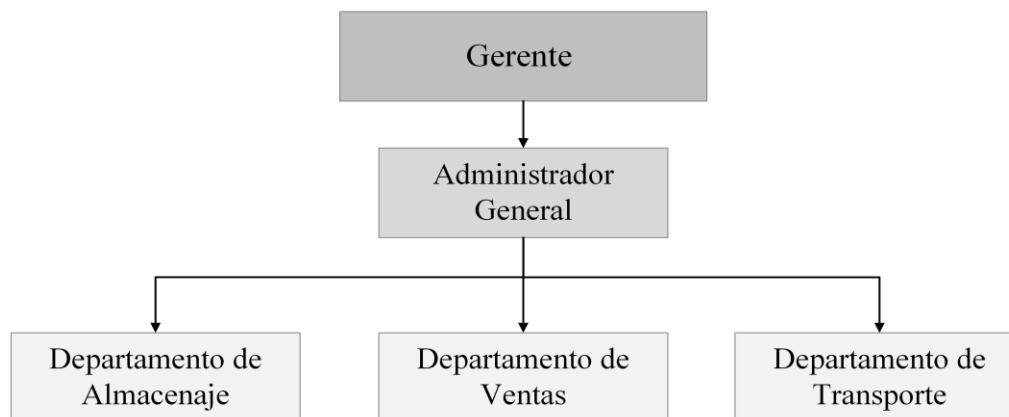 Gerente
Administrador
General
Departamento de
Almacenaje
Departamento de
Ventas
Departamento de
Transporte